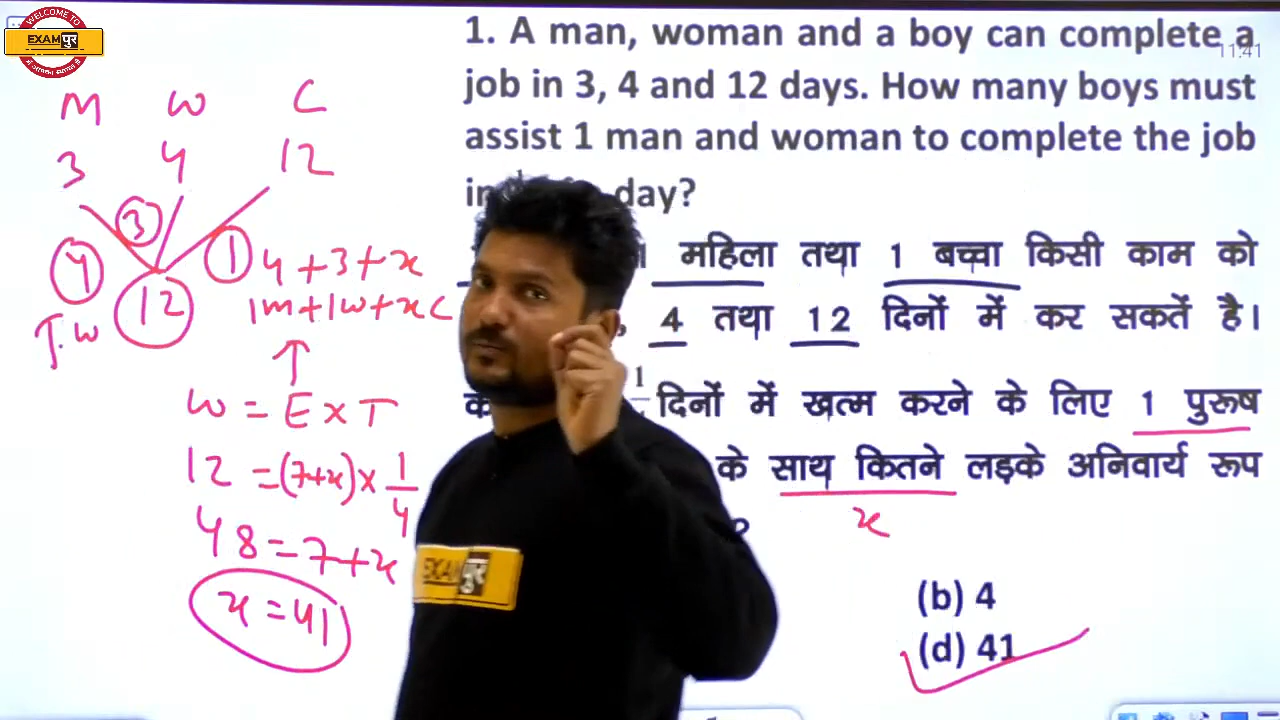 WELCOME TO
EXAM पुर
11:41
1. A man, woman and a boy can complete a
job in 3, 4 and 12 days. How many boys must
assist 1 man and woman to complete the job
in day?
महिला तथा 1 बच्चा किसी काम को
4 तथा 12 दिनों में कर सकतें है।
1
दिनों में खत्म करने के लिए 1 पुरूष
के साथ कितने लड़के अनिवार्य रूप
x
(b) 4
(d) 41
M W C
3 4 12
4 3 1
12
T.W
4+3+x
1M+1W+xC
↑
W = E×T
12 = (7+x)×1/4
48 = 7+x
x = 41
EXAM पुर